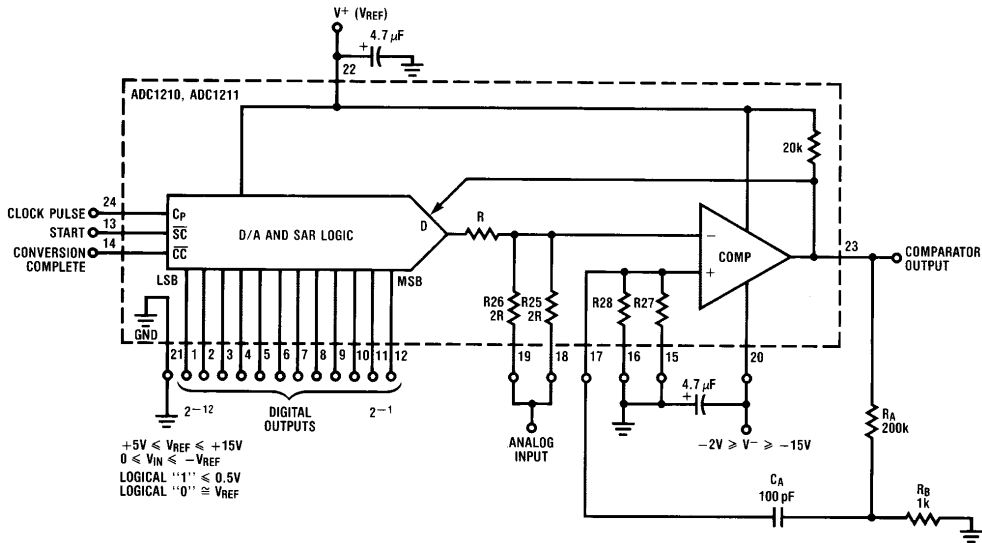 V+ (VREF)
4.7 μF
+
22
ADC1210, ADC1211
20k
CLOCK PULSE
24
CP
START
13
SC
CONVERSION
COMPLETE
14
CC
D/A AND SAR LOGIC
D
R
−
+
COMP
23
COMPARATOR
OUTPUT
LSB
MSB
GND
R26
2R
R25
2R
R28
R27
21 1 2 3 4 5 6 7 8 9 10 11 12
19 18 17 16 15 20
2−12
DIGITAL
OUTPUTS
2−1
ANALOG
INPUT
4.7 μF
+
−2V ≥ V− ≥ −15V
RA
200k
+5V ≤ VREF ≤ +15V
0 ≤ VIN ≤ −VREF
LOGICAL "1" ≤ 0.5V
LOGICAL "0" ≅ VREF
CA
100 pF
RB
1k